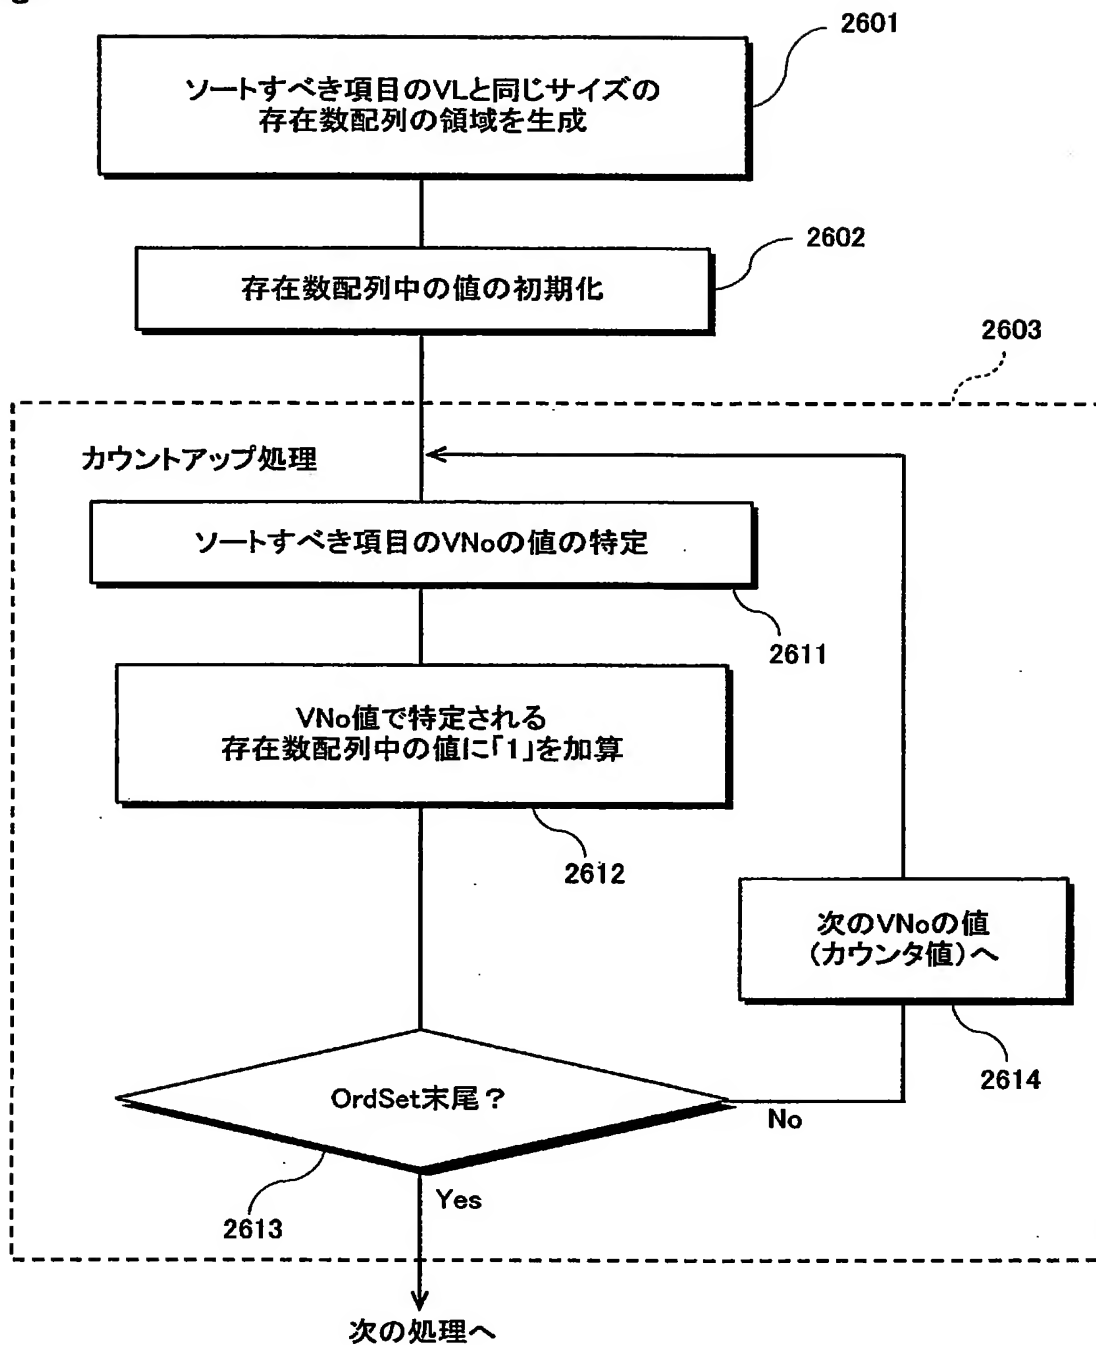 2601
ソートすべき項目のVLと同じサイズの
存在数配列の領域を生成
2602
存在数配列中の値の初期化
2603
カウントアップ処理
ソートすべき項目のVNoの値の特定
2611
VNo値で特定される
存在数配列中の値に「1」を加算
2612
次のVNoの値
(カウンタ値)へ
2614
OrdSet末尾?
No
Yes
2613
次の処理へ